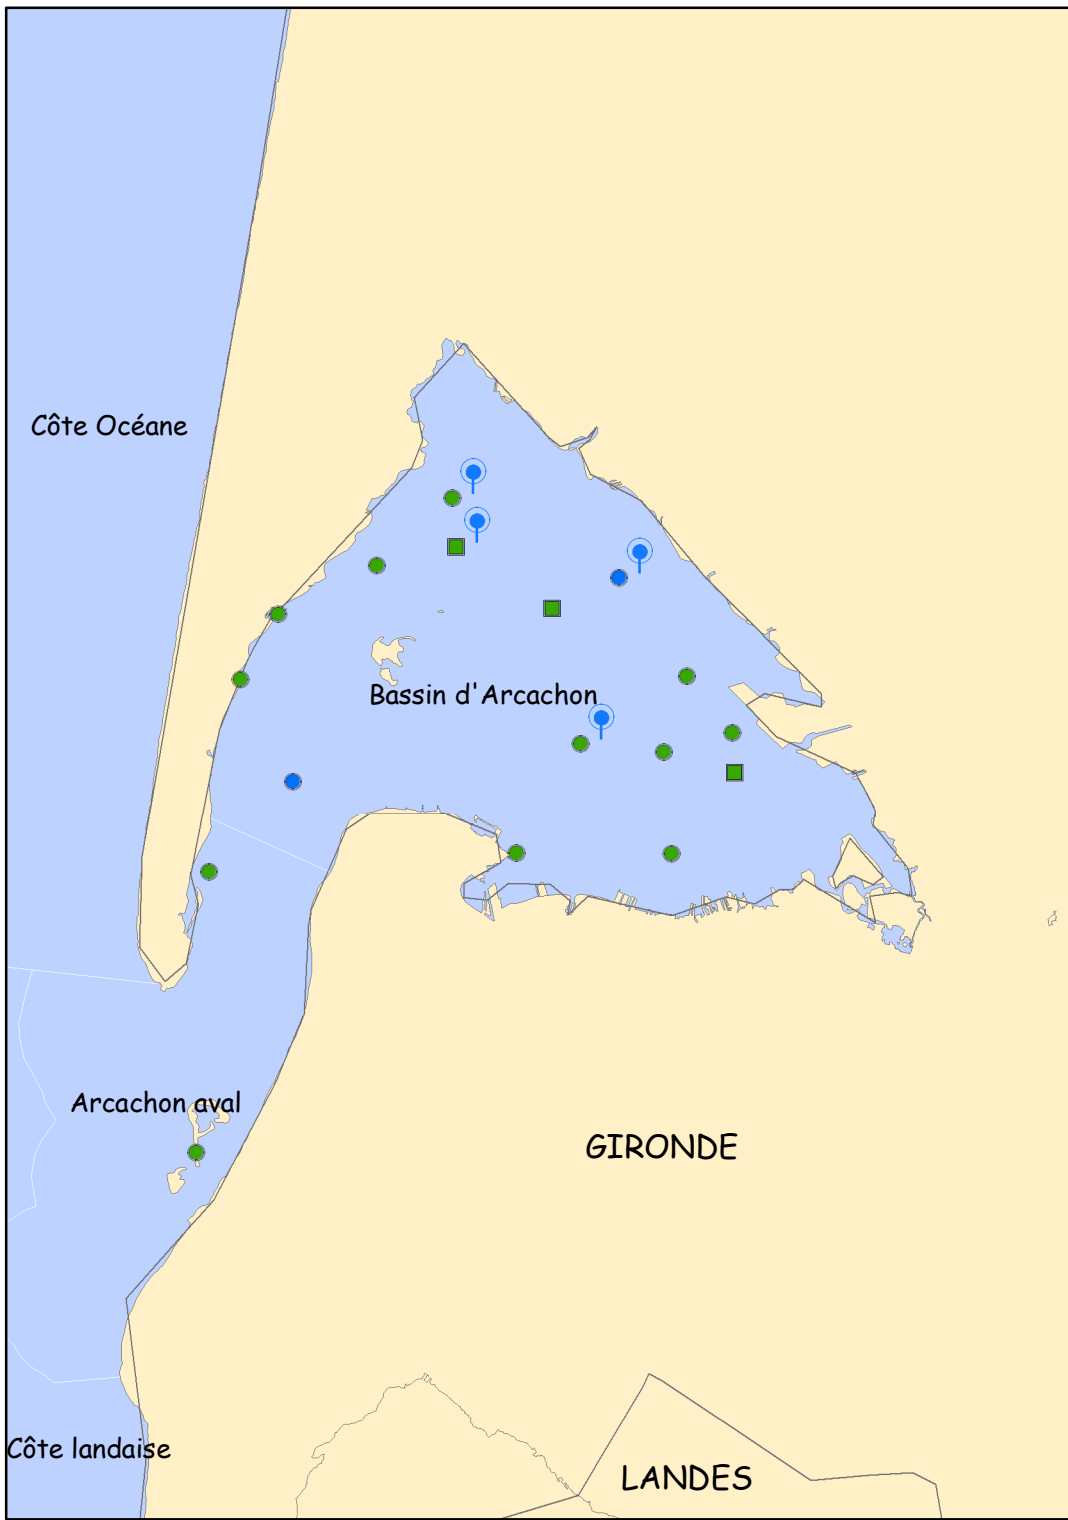 Côte Océane
Bassin d'Arcachon
Arcachon aval
GIRONDE
Côte landaise
LANDES